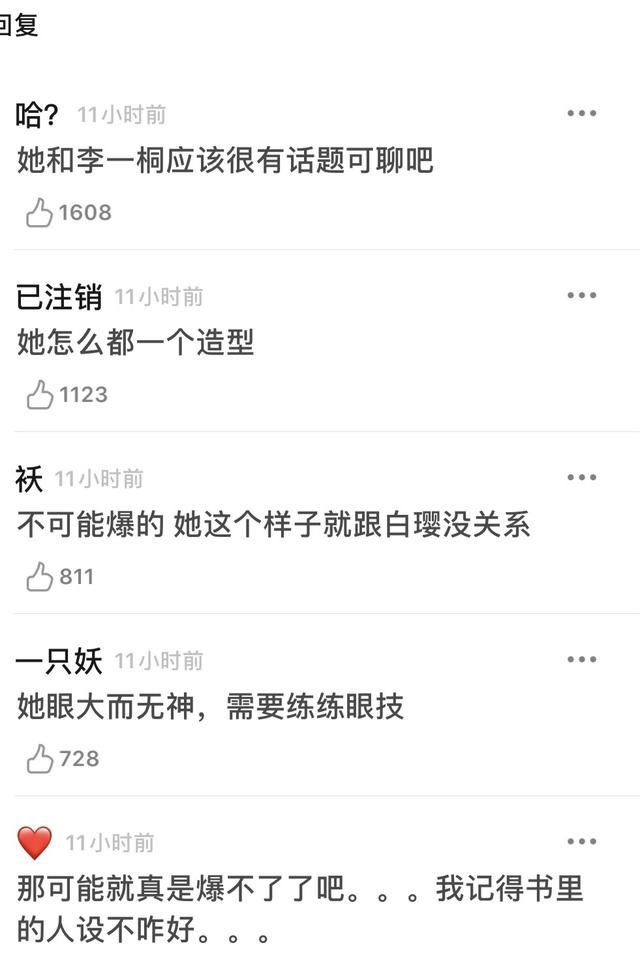 回复
哈？ 11小时前
她和李一桐应该很有话题可聊吧
1608
已注销 11小时前
她怎么都一个造型
1123
袄 11小时前
不可能爆的 她这个样子就跟白璎没关系
811
一只妖 11小时前
她眼大而无神，需要练练眼技
728
❤️ 11小时前
那可能就真是爆不了了吧。。。我记得书里
的人设不咋好。。。